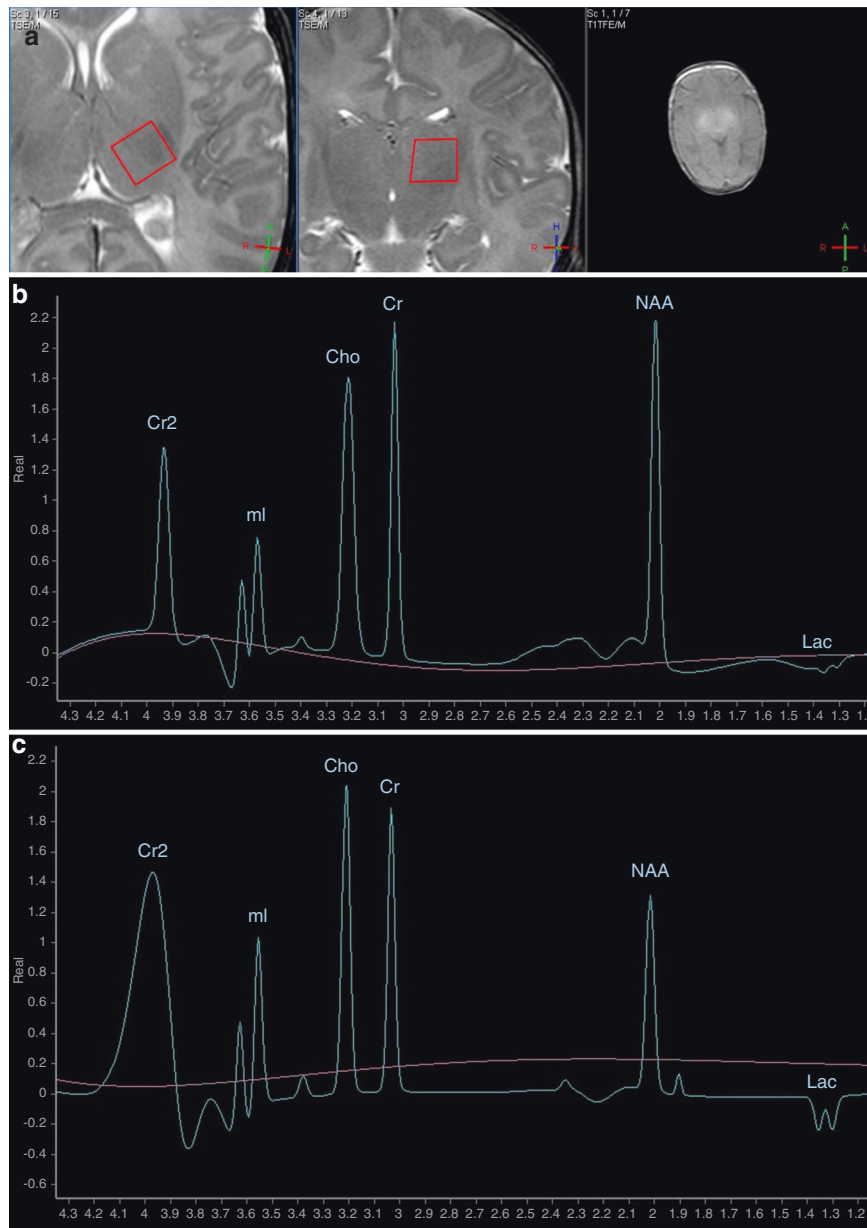 Sc 3, 1 / 15
TSE/M
a
R
L
Sc 4, 1 / 13
TSE/M
H
R
Sc 1, 1 / 7
T1TFE/M
A
R
L
P
b
Real
2.2
2
1.8
1.6
1.4
1.2
1
0.8
0.6
0.4
0.2
0
-0.2
Cr2
ml
Cho
Cr
NAA
Lac
4.3 4.2 4.1 4 3.9 3.8 3.7 3.6 3.5 3.4 3.3 3.2 3.1 3 2.9 2.8 2.7 2.6 2.5 2.4 2.3 2.2 2.1 2 1.9 1.8 1.7 1.6 1.5 1.4 1.3
c
Real
2.2
2
1.8
1.6
1.4
1.2
1
0.8
0.6
0.4
0.2
0
-0.2
-0.4
-0.6
Cr2
ml
Cho
Cr
NAA
Lac
4.3 4.2 4.1 4 3.9 3.8 3.7 3.6 3.5 3.4 3.3 3.2 3.1 3 2.9 2.8 2.7 2.6 2.5 2.4 2.3 2.2 2.1 2 1.9 1.8 1.7 1.6 1.5 1.4 1.3 1.2